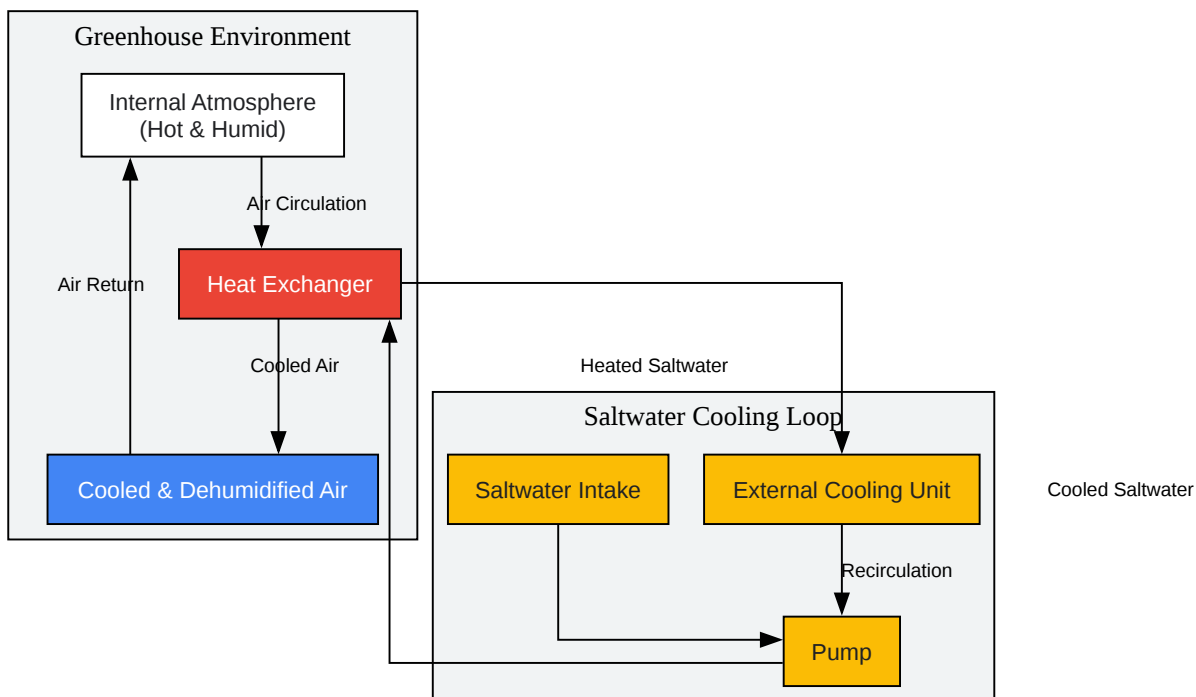 Greenhouse Environment
Internal Atmosphere
(Hot & Humid)
Air Circulation
Heat Exchanger
Air Return
Cooled Air
Heated Saltwater
Saltwater Cooling Loop
Cooled & Dehumidified Air
Saltwater Intake
External Cooling Unit
Cooled Saltwater
Recirculation
Pump